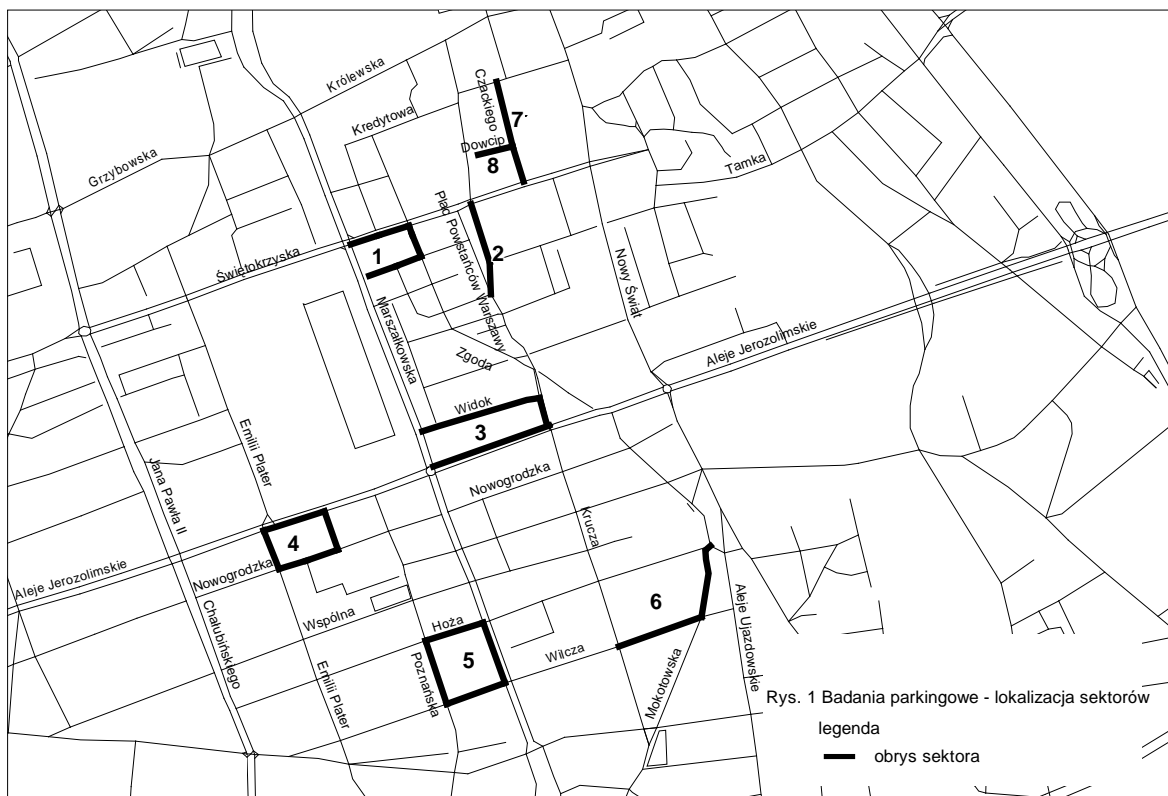 Królewska
Czackiego
7
Kredytowa
Dowcip
8
Grzybowska
Tamka
Plac Powstańców Warszawy
1
2
Świętokrzyska
Nowy Świat
Marszałkowska
Aleje Jerozolimskie
Zgoda
Widok
3
Emilii Plater
Jana Pawła II
Nowogrodzka
Krucza
4
Aleje Jerozolimskie
Nowogrodzka
Chałubińskiego
Wspólna
Hoża
6
Aleje Ujazdowskie
5
Poznańska
Wilcza
Emilii Plater
Mokotowska
Rys. 1 Badania parkingowe - lokalizacja sektorów
legenda
obrys sektora